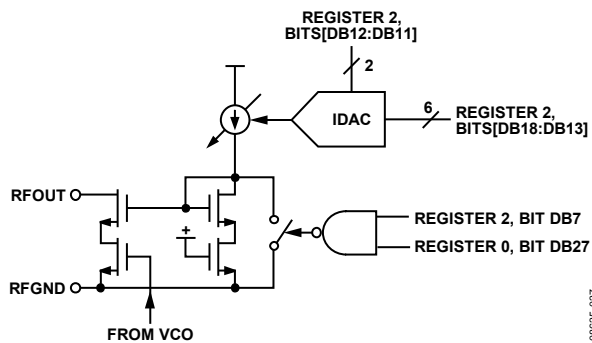 REGISTER 2,
BITS[DB12:DB11]
2
IDAC
6
REGISTER 2,
BITS[DB18:DB13]
RFOUT
+
REGISTER 2, BIT DB7
REGISTER 0, BIT DB27
RFGND
FROM VCO